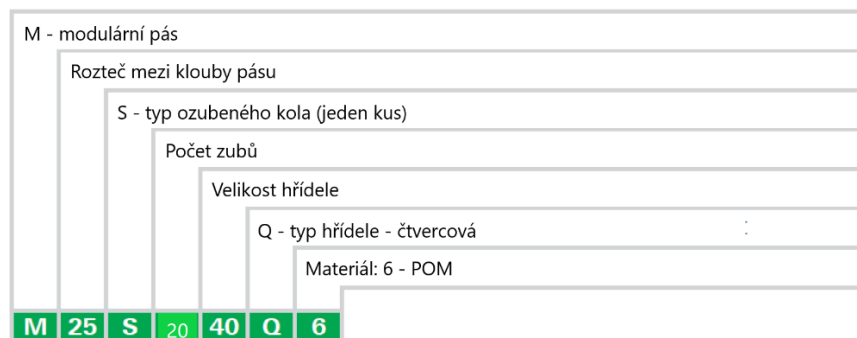 M - modulární pás
Rozteč mezi klouby pásu
S - typ ozubeného kola (jeden kus)
Počet zubů
Velikost hřídele
Q - typ hřídele - čtvercová
Materiál: 6 - POM
M 25 S 20 40 Q 6